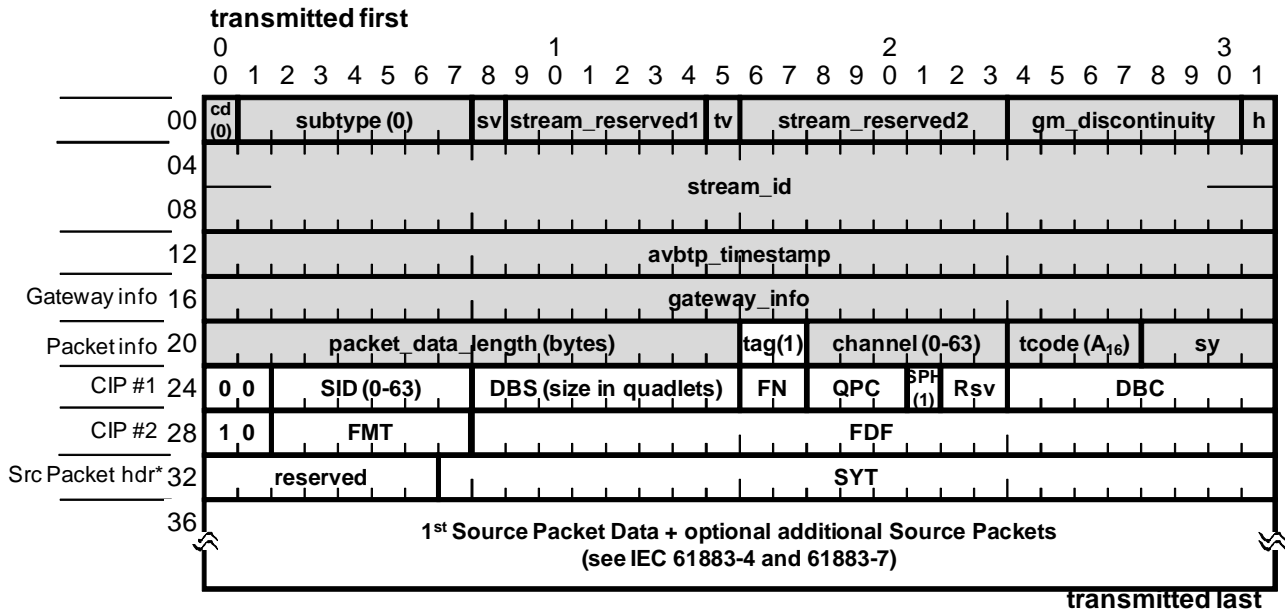 transmitted first
0 1 2 3
0 1 2 3 4 5 6 7 8 9 0 1 2 3 4 5 6 7 8 9 0 1 2 3 4 5 6 7 8 9 0 1
00 cd (0) subtype (0) sv stream_reserved1 tv stream_reserved2 gm_discontinuity h
04
stream_id
08
12 avbtp_timestamp
Gateway info 16 gateway_info
Packet info 20 packet_data_length (bytes) tag(1) channel (0-63) tcode (A16) sy
CIP #1 24 0 0 SID (0-63) DBS (size in quadlets) FN QPC SPH (1) Rsv DBC
CIP #2 28 1 0 FMT FDF
Src Packet hdr* 32 reserved SYT
36
1st Source Packet Data + optional additional Source Packets
(see IEC 61883-4 and 61883-7)
transmitted last